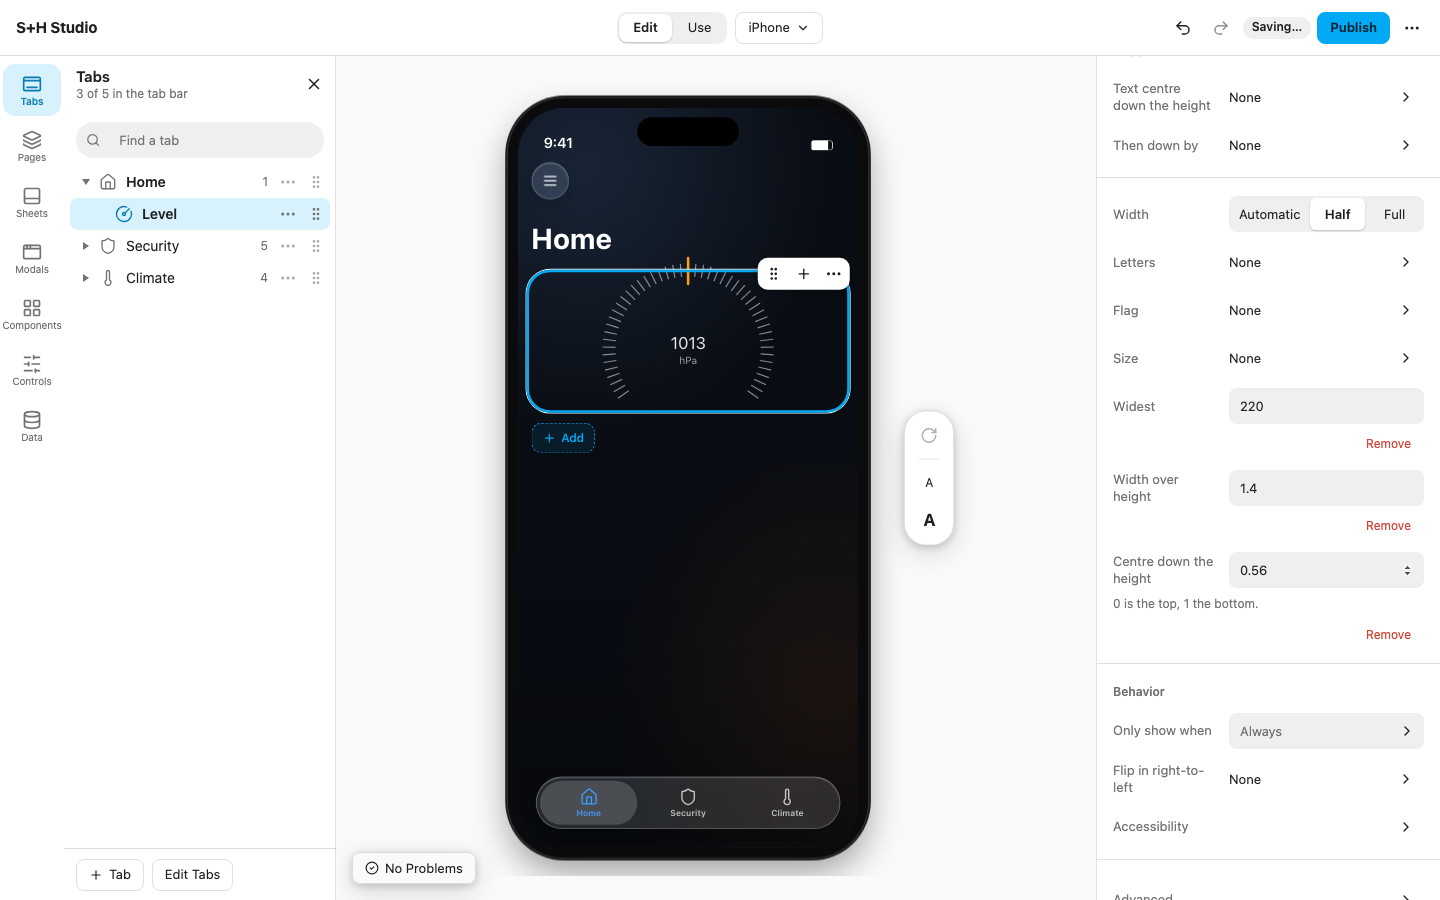 S+H Studio
Edit
Use
iPhone
Saving...
Publish
Tabs
Pages
Sheets
Modals
Components
Controls
Data
Tabs
3 of 5 in the tab bar
Find a tab
Home
1
Level
Security
5
Climate
4
Tab
Edit Tabs
9:41
Home
1013
hPa
Add
Home
Security
Climate
No Problems
A
A
Text centre
down the height
None
Then down by
None
Width
Automatic
Half
Full
Letters
None
Flag
None
Size
None
Widest
220
Remove
Width over
height
1.4
Remove
Centre down the
height
0.56
0 is the top, 1 the bottom.
Remove
Behavior
Only show when
Always
Flip in right-to-
left
None
Accessibility
Advanced